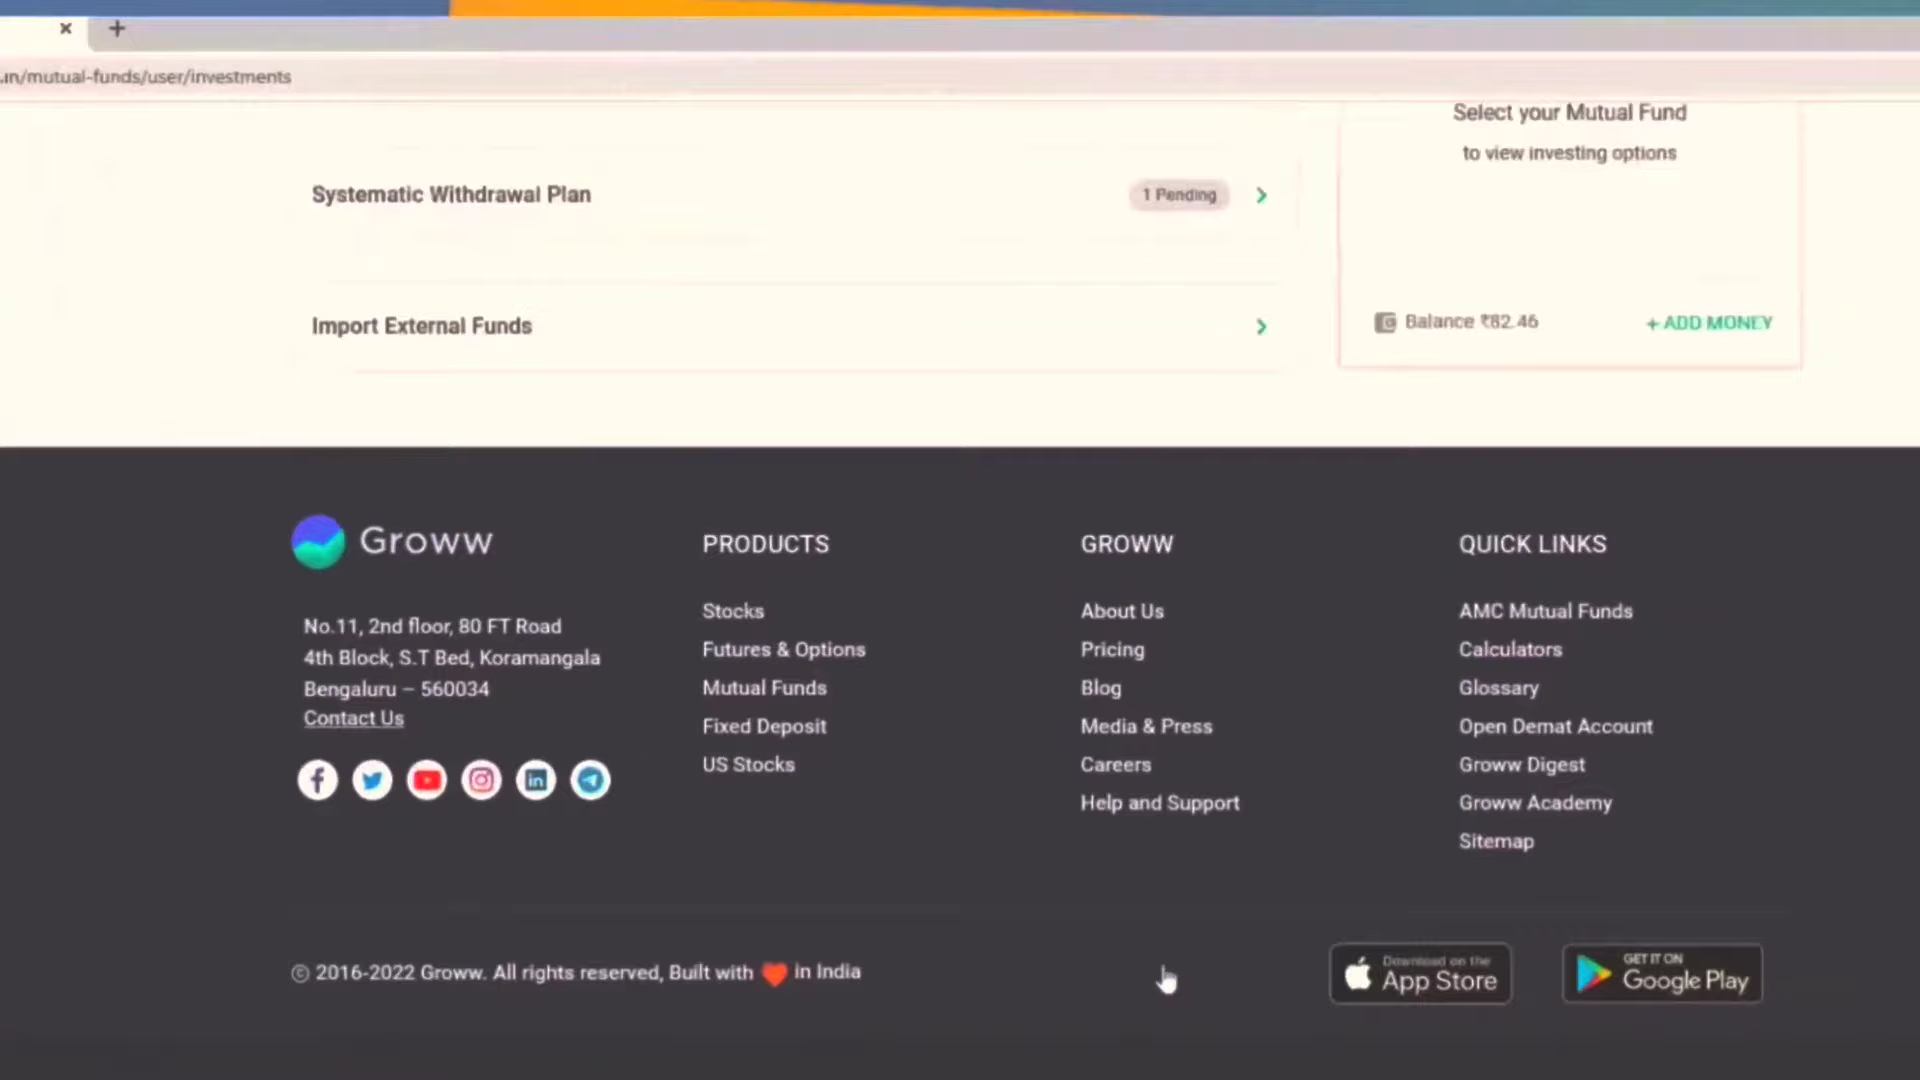 .in/mutual-funds/user/investments
Select your Mutual Fund
to view investing options
Systematic Withdrawal Plan
1 Pending
Import External Funds
Balance ₹82.46
+ ADD MONEY
Groww
No.11, 2nd floor, 80 FT Road
4th Block, S.T Bed, Koramangala
Bengaluru – 560034
Contact Us
PRODUCTS
Stocks
Futures & Options
Mutual Funds
Fixed Deposit
US Stocks
GROWW
About Us
Pricing
Blog
Media & Press
Careers
Help and Support
QUICK LINKS
AMC Mutual Funds
Calculators
Glossary
Open Demat Account
Groww Digest
Groww Academy
Sitemap
© 2016-2022 Groww. All rights reserved, Built with ❤ in India
Download on the
App Store
GET IT ON
Google Play